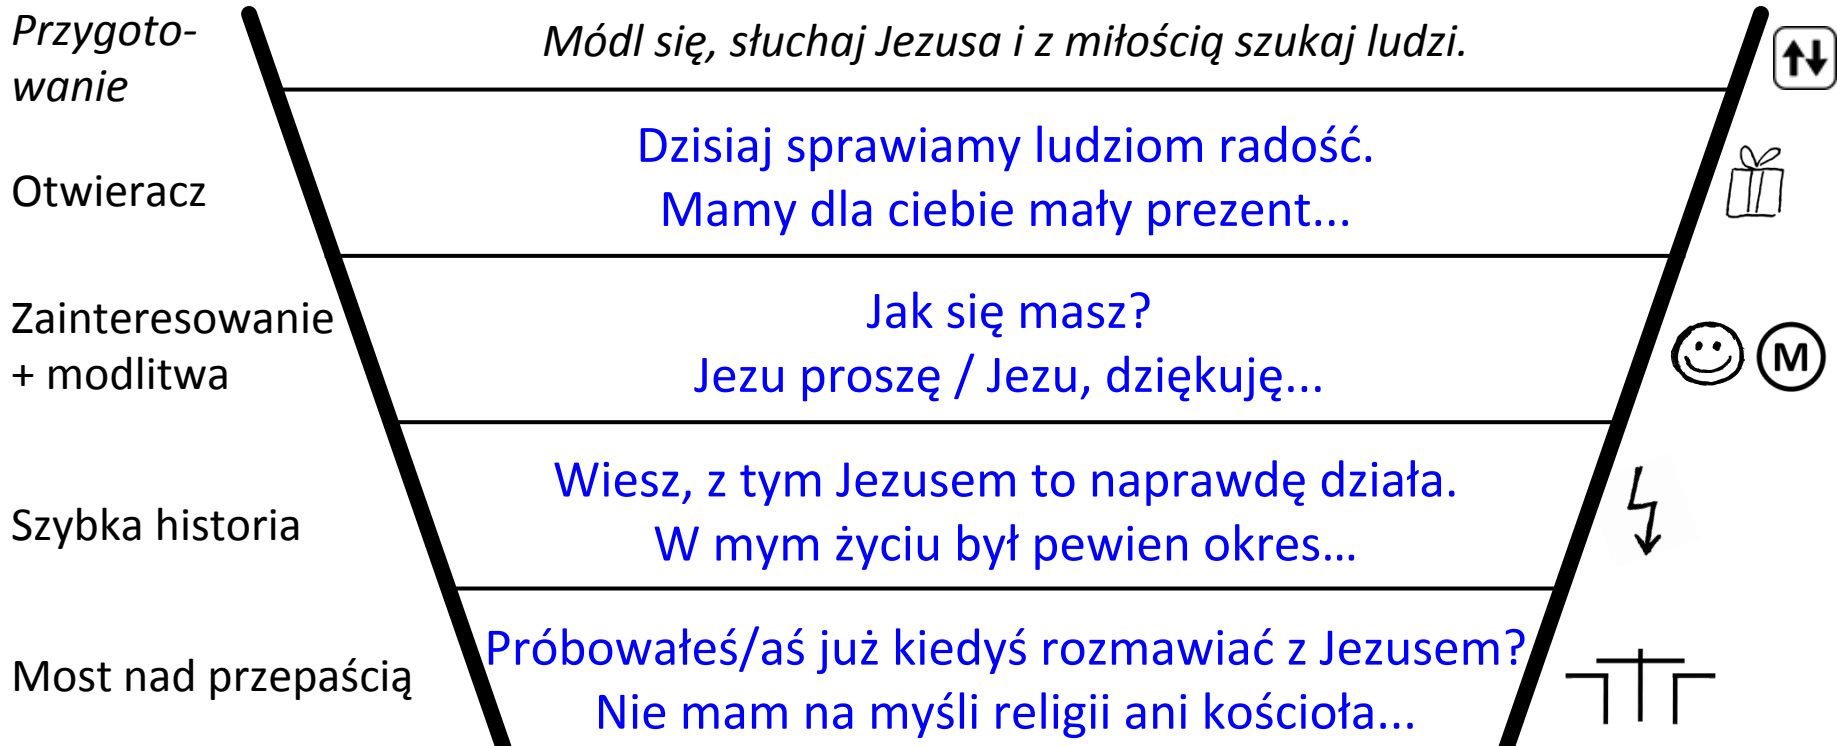 Przygoto-
wanie
Módl się, słuchaj Jezusa i z miłością szukaj ludzi.
Otwieracz
Dzisiaj sprawiamy ludziom radość.
Mamy dla ciebie mały prezent...
Zainteresowanie
+ modlitwa
Jak się masz?
Jezu proszę / Jezu, dziękuję...
M
Szybka historia
Wiesz, z tym Jezusem to naprawdę działa.
W mym życiu był pewien okres...
Most nad przepaścią
Próbowałeś/aś już kiedyś rozmawiać z Jezusem?
Nie mam na myśli religii ani kościoła...